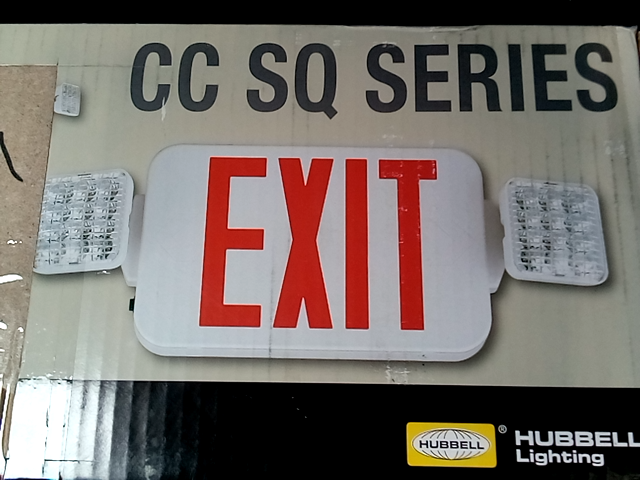 CC SQ SERIES
EXIT
HUBBELL ® HUBBELL
Lighting